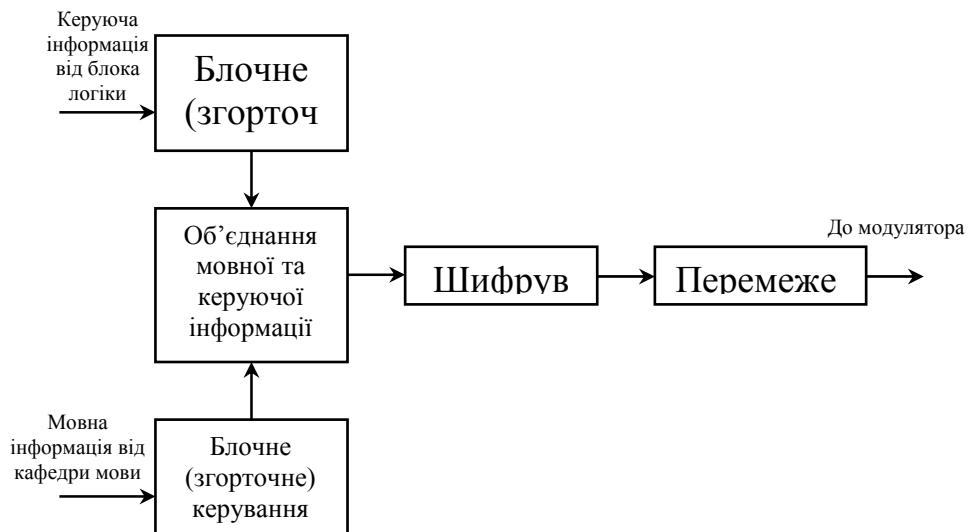 Керуюча
інформація
від блока
логіки
Блочне
(згорточ
Об’єднання
мовної та
керуючої
інформації
Шифрув
Перемеже
До модулятора
Мовна
інформація від
кафедри мови
Блочне
(згорточне)
керування